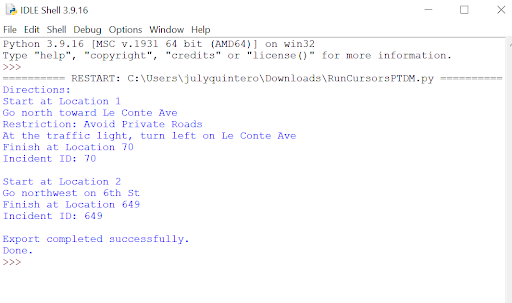 IDLE Shell 3.9.16
File Edit Shell Debug Options Window Help
Python 3.9.16 [MSC v.1931 64 bit (AMD64)] on win32
Type "help", "copyright", "credits" or "license()" for more information.
>>>
========== RESTART: C:\Users\julyquintero\Downloads\RunCursorsPTDM.py ==========
Directions:
Start at Location 1
Go north toward Le Conte Ave
Restriction: Avoid Private Roads
At the traffic light, turn left on Le Conte Ave
Finish at Location 70
Incident ID: 70

Start at Location 2
Go northwest on 6th St
Finish at Location 649
Incident ID: 649

Export completed successfully.
Done.
>>>